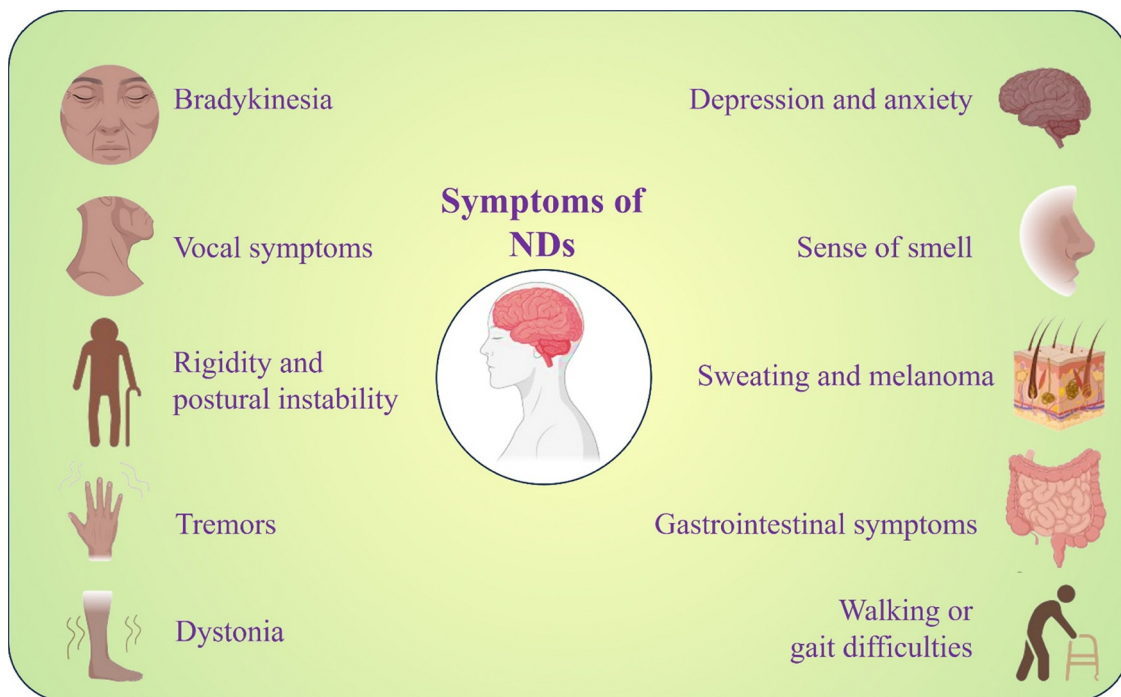 Symptoms of
NDs
Bradykinesia
Vocal symptoms
Rigidity and
postural instability
Tremors
Dystonia
Depression and anxiety
Sense of smell
Sweating and melanoma
Gastrointestinal symptoms
Walking or
gait difficulties